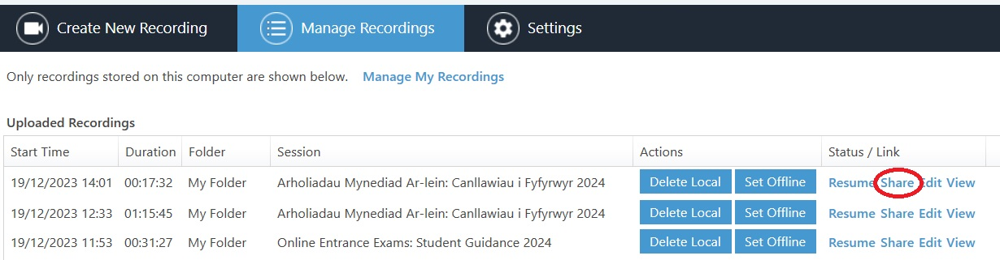 Create New Recording Manage Recordings Settings
Only recordings stored on this computer are shown below. Manage My Recordings
Uploaded Recordings
Start Time Duration Folder Session Actions Status / Link
19/12/2023 14:01 00:17:32 My Folder Arholiadau Mynediad Ar-lein: Canllawiau i Fyfyrwyr 2024 Delete Local Set Offline Resume Share Edit View
19/12/2023 12:33 01:15:45 My Folder Arholiadau Mynediad Ar-lein: Canllawiau i Fyfyrwyr 2024 Delete Local Set Offline Resume Share Edit View
19/12/2023 11:53 00:31:27 My Folder Online Entrance Exams: Student Guidance 2024 Delete Local Set Offline Resume Share Edit View